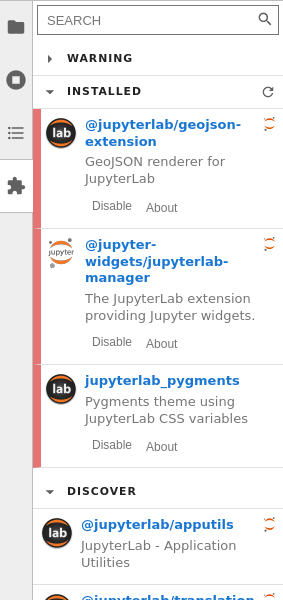 SEARCH
WARNING
INSTALLED
lab
@jupyterlab/geojson-
extension
GeoJSON renderer for
JupyterLab
Disable About
jupyter
@jupyter-
widgets/jupyterlab-
manager
The JupyterLab extension
providing Jupyter widgets.
Disable About
lab
jupyterlab_pygments
Pygments theme using
JupyterLab CSS variables
Disable About
DISCOVER
lab
@jupyterlab/apputils
JupyterLab - Application
Utilities
@jupyterlab/translation